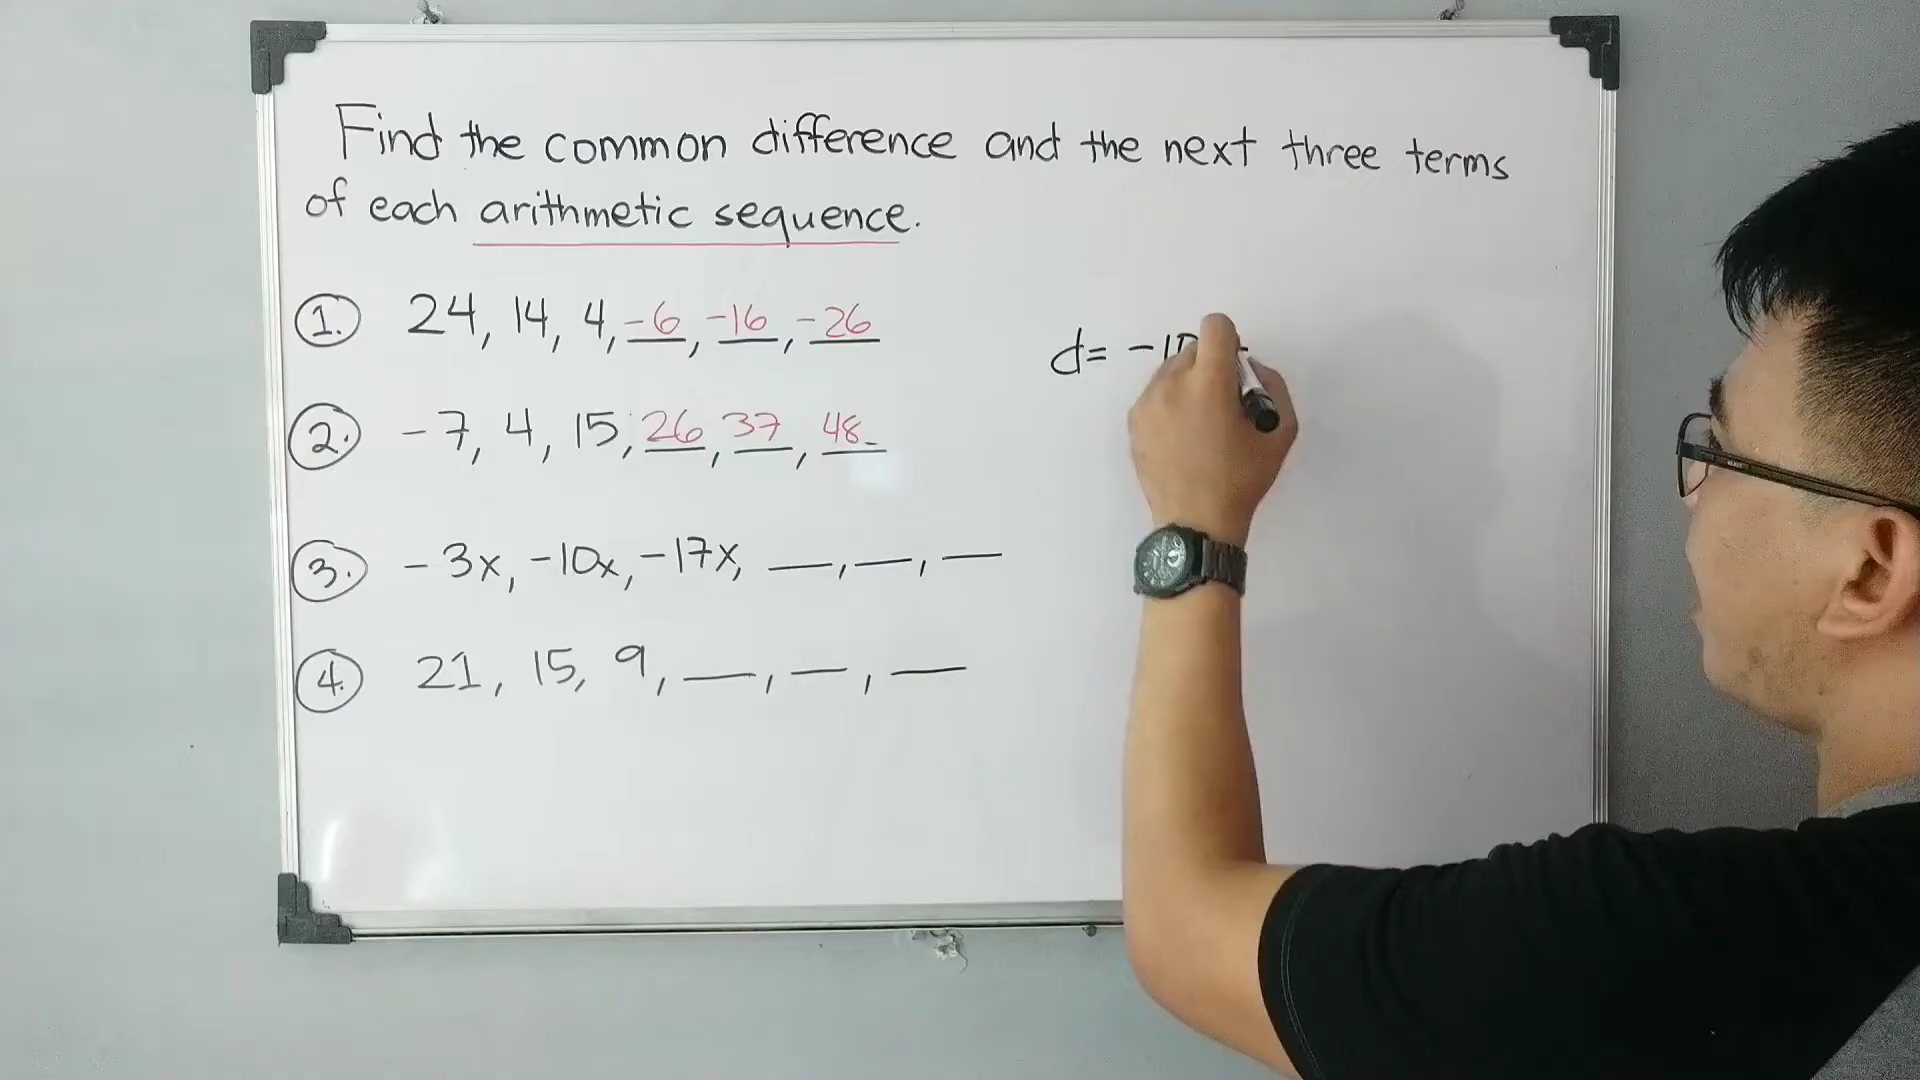 Find the common difference and the next three terms
of each arithmetic sequence.
1. 24, 14, 4, -6, -16, -26
d= -10
2. -7, 4, 15, 26, 37, 48
3. -3x, -10x, -17x, __, __, __
4. 21, 15, 9, __, __, __